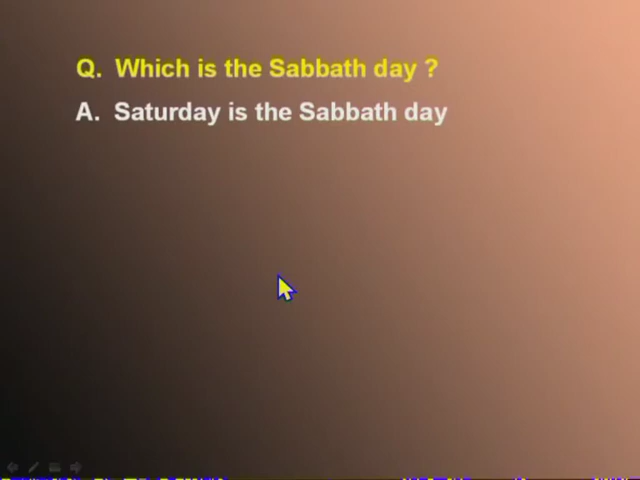 Q. Which is the Sabbath day ?
A. Saturday is the Sabbath day